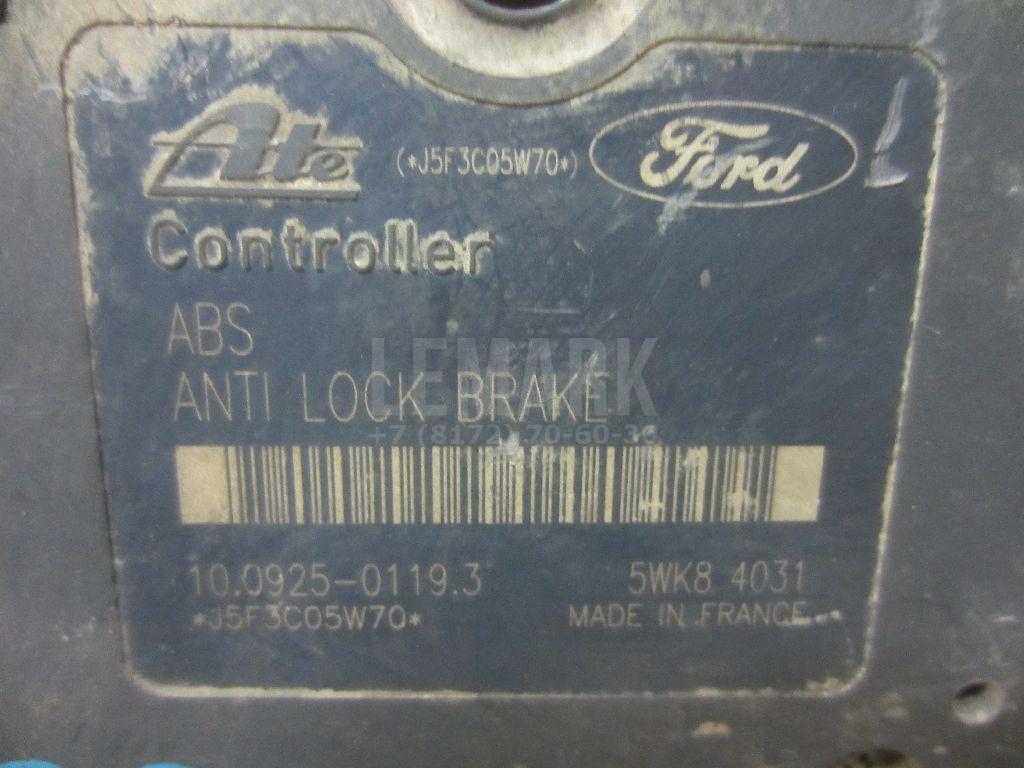 Ate (*J5F3C05W70*) Ford
Controller
ABS
ANTI LOCK BRAKE
LEMARK
+7 (8172) 70-60-36
10.0925-0119.3 5WK8 4031
*J5F3C05W70* MADE IN FRANCE